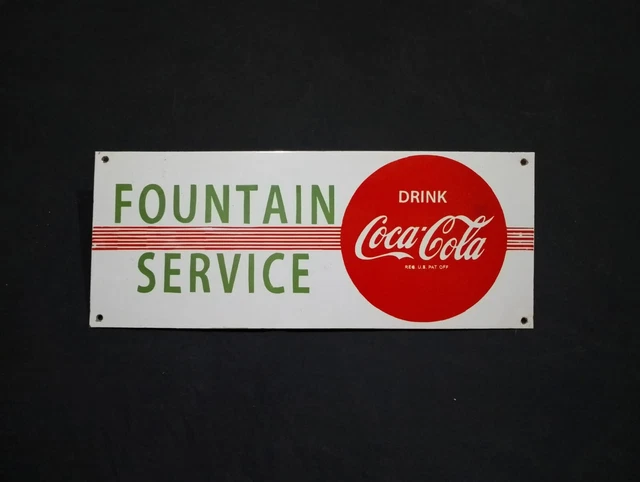 FOUNTAIN
SERVICE
DRINK
Coca-Cola
REG. U.S. PAT OFF